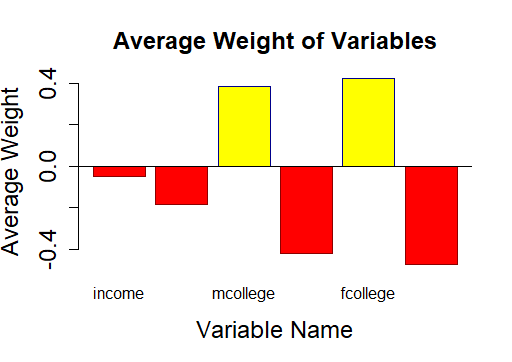 Average Weight of Variables
Average Weight
0.4
0.0
-0.4
income mcollege fcollege
Variable Name